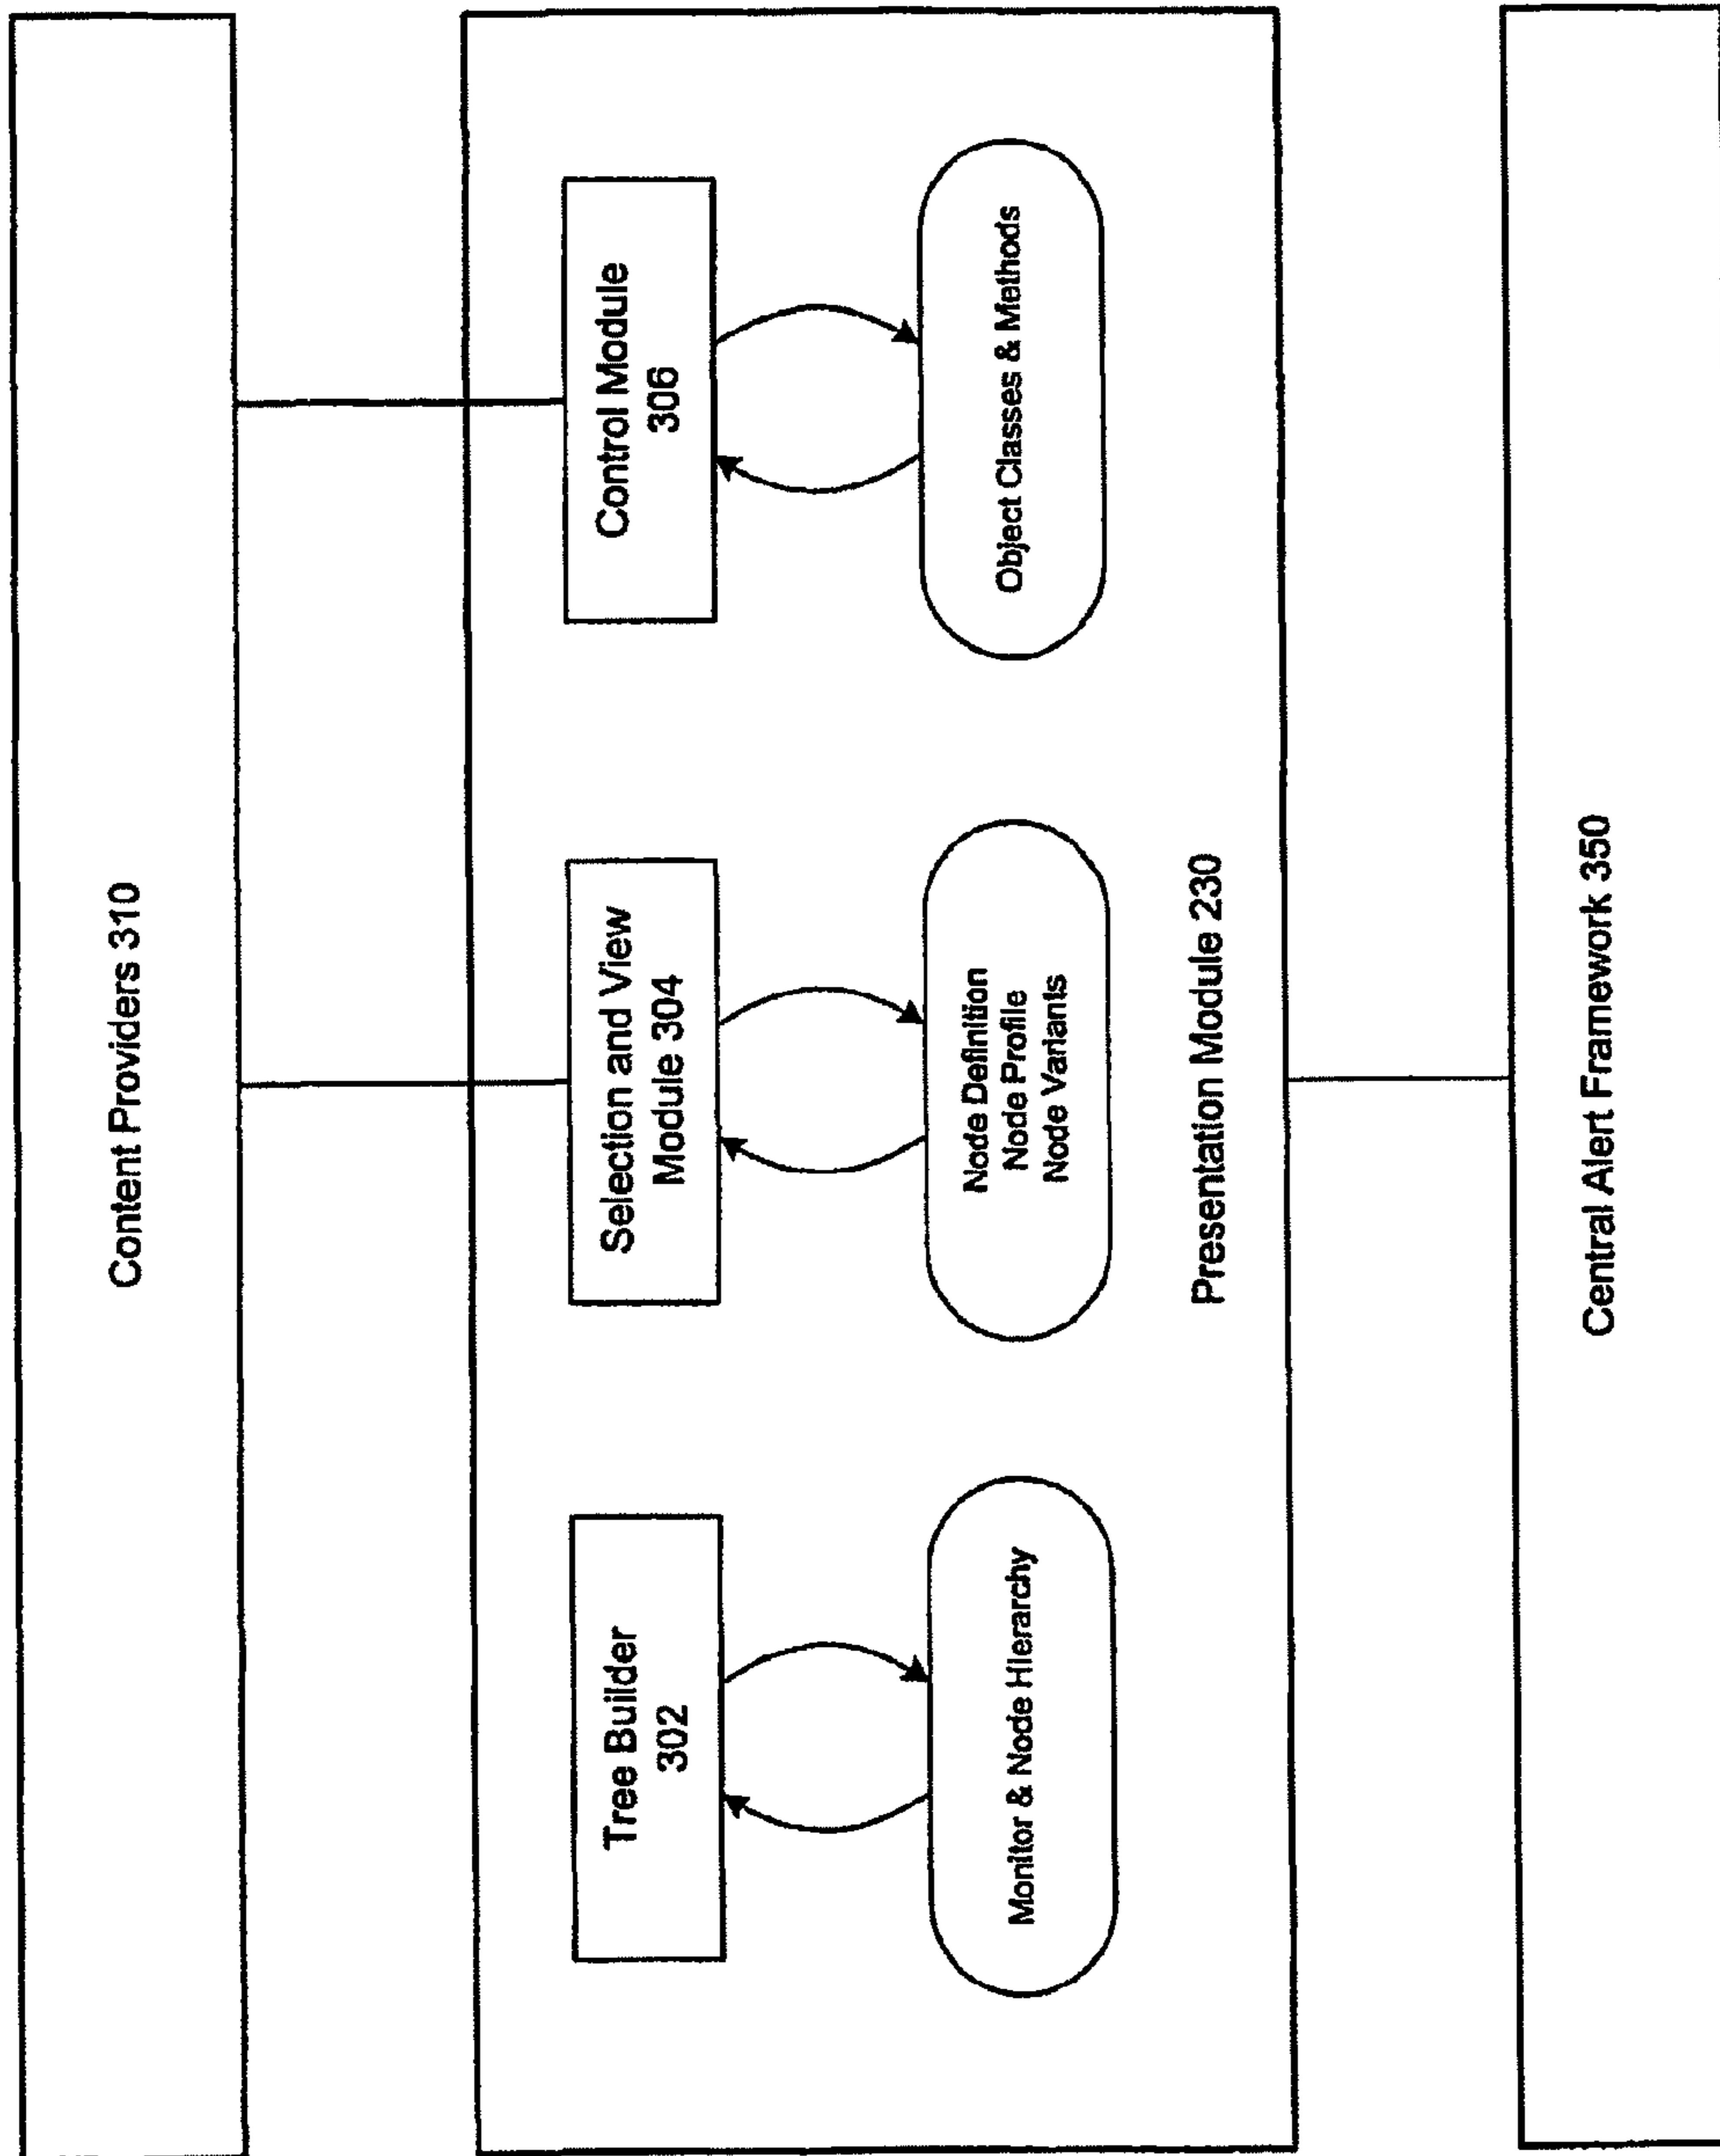 Content Providers 310
Tree Builder
302
Selection and View
Module 304
Control Module
306
Monitor & Node Hierarchy
Node Definition
Node Profile
Node Variants
Object Classes & Methods
Presentation Module 230
Central Alert Framework 350